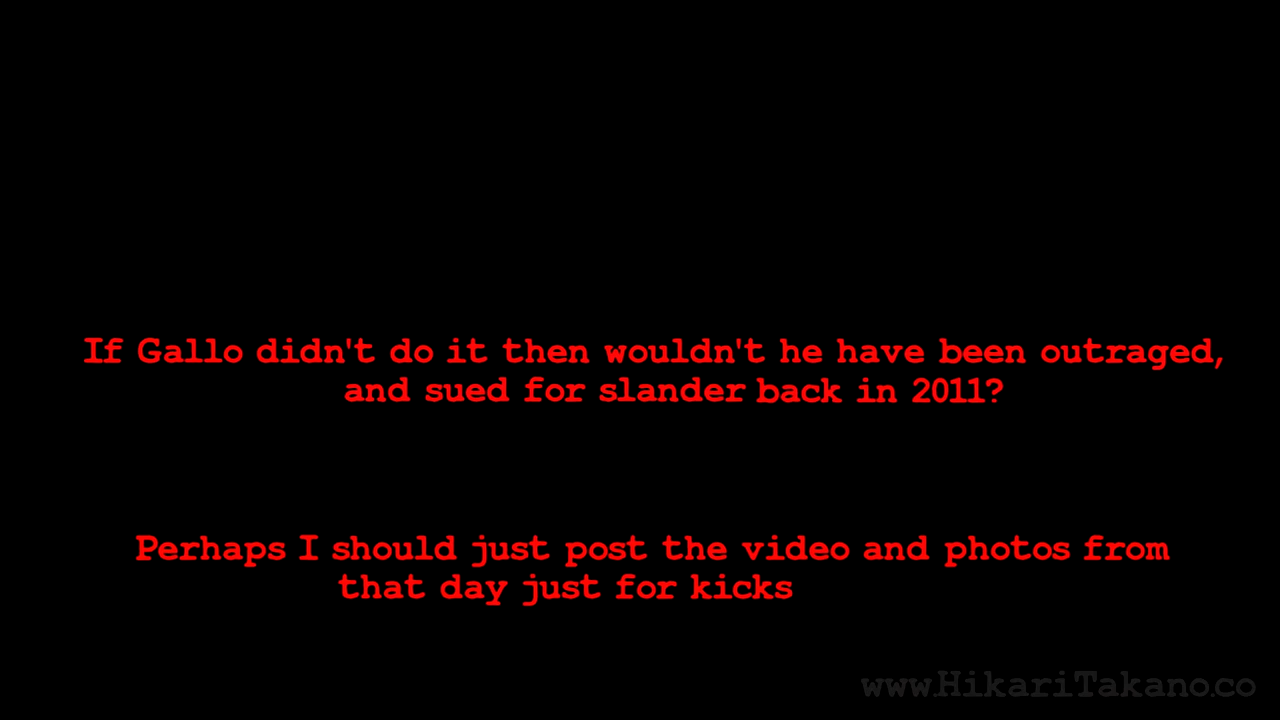 If Gallo didn't do it then wouldn't he have been outraged,
and sued for slander back in 2011?
Perhaps I should just post the video and photos from
that day just for kicks
www.HikariTakano.co